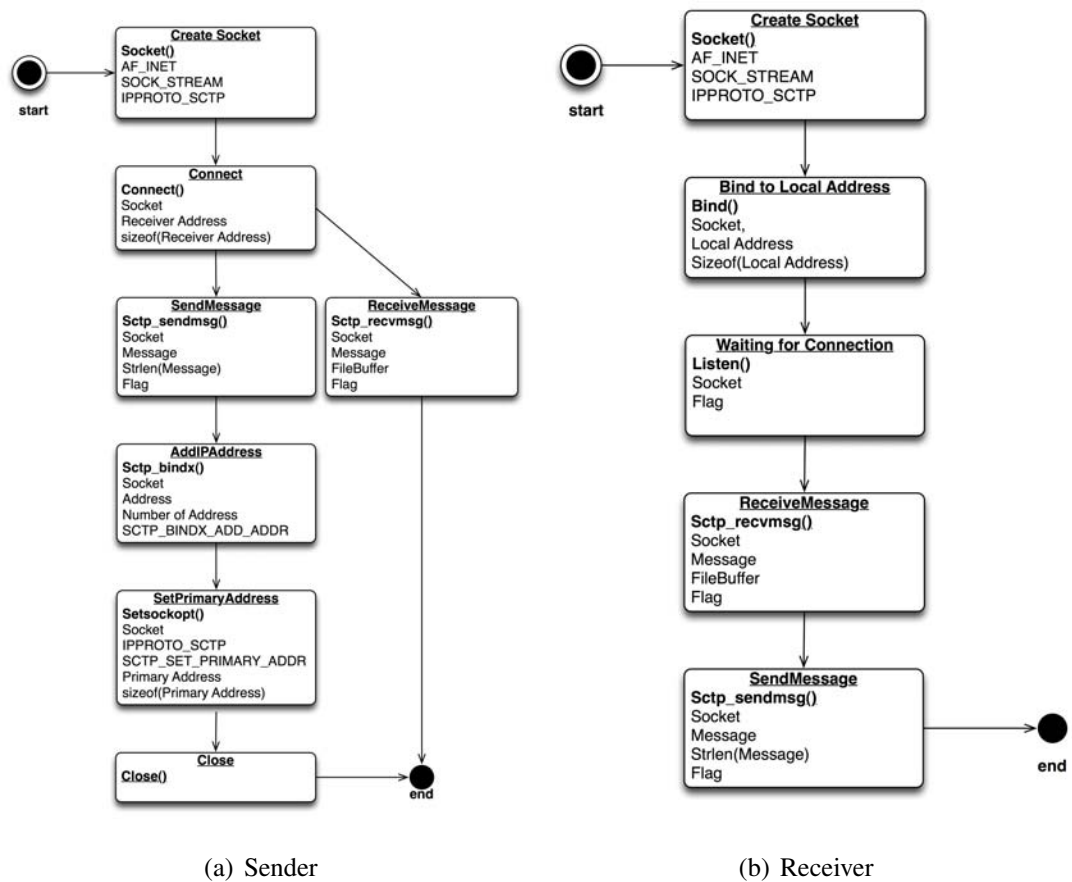 Create Socket
Socket()
AF_INET
SOCK_STREAM
IPPROTO_SCTP
start
Connect
Connect()
Socket
Receiver Address
sizeof(Receiver Address)
SendMessage
Sctp_sendmsg()
Socket
Message
Strlen(Message)
Flag
ReceiveMessage
Sctp_recvmsg()
Socket
Message
FileBuffer
Flag
AddIPAddress
Sctp_bindx()
Socket
Address
Number of Address
SCTP_BINDX_ADD_ADDR
SetPrimaryAddress
Setsockopt()
Socket
IPPROTO_SCTP
SCTP_SET_PRIMARY_ADDR
Primary Address
sizeof(Primary Address)
Close
Close()
end
(a) Sender
Create Socket
Socket()
AF_INET
SOCK_STREAM
IPPROTO_SCTP
start
Bind to Local Address
Bind()
Socket,
Local Address
Sizeof(Local Address)
Waiting for Connection
Listen()
Socket
Flag
ReceiveMessage
Sctp_recvmsg()
Socket
Message
FileBuffer
Flag
SendMessage
Sctp_sendmsg()
Socket
Message
Strlen(Message)
Flag
end
(b) Receiver